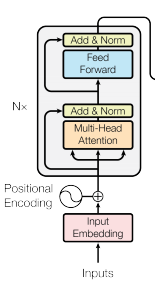 Add & Norm
Feed
Forward
N×
Add & Norm
Multi-Head
Attention
Positional
Encoding
Input
Embedding
Inputs